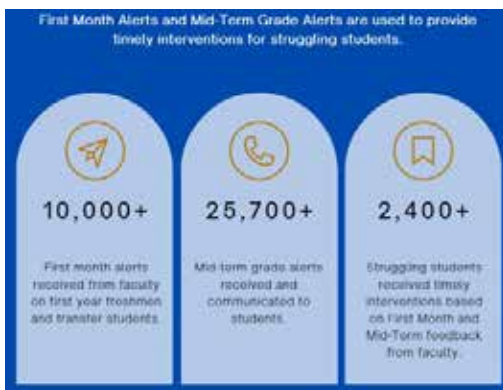 First Month Alerts and Mid-Term Grade Alerts are used to provide
timely interventions for struggling students.
10,000+
First month alerts
received from faculty
on first year freshmen
and transfer students.
25,700+
Mid-term grade alerts
received and
communicated to
students.
2,400+
Struggling students
received timely
interventions based
on First Month and
Mid-Term feedback
from faculty.